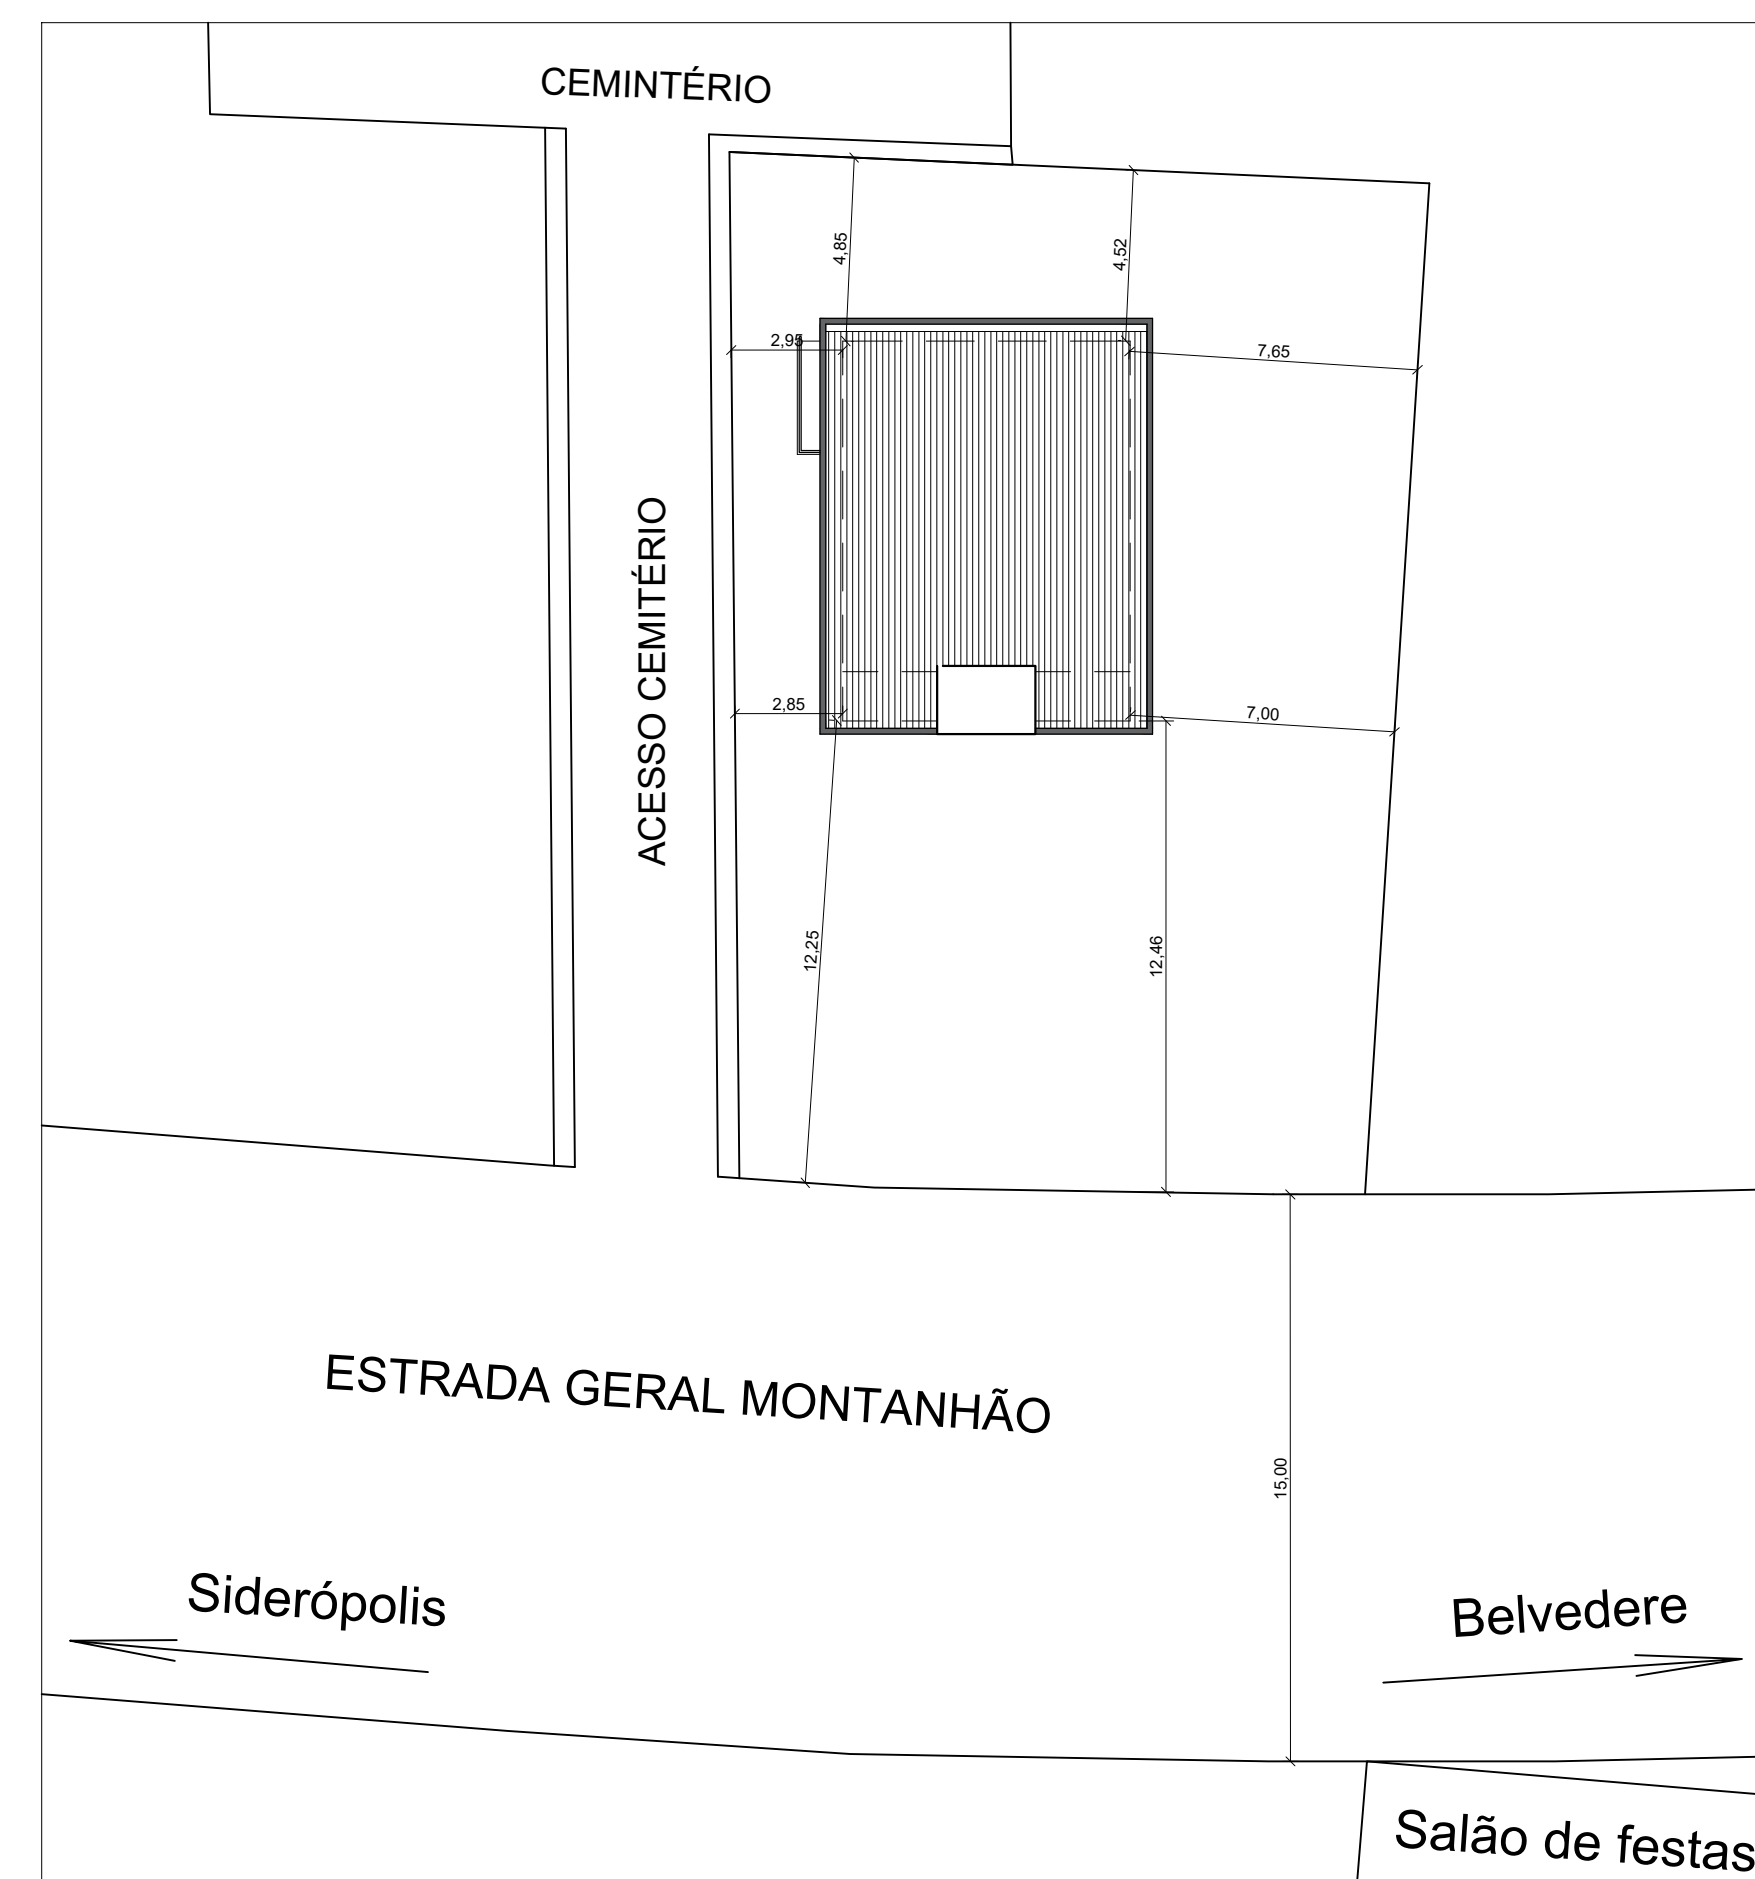 CEMINTÉRIO
4,85
4,52
2,95
7,65
ACESSO CEMITÉRIO
2,85
7,00
12,25
12,46
ESTRADA GERAL MONTANHÃO
15,00
Siderópolis
Belvedere
Salão de festas